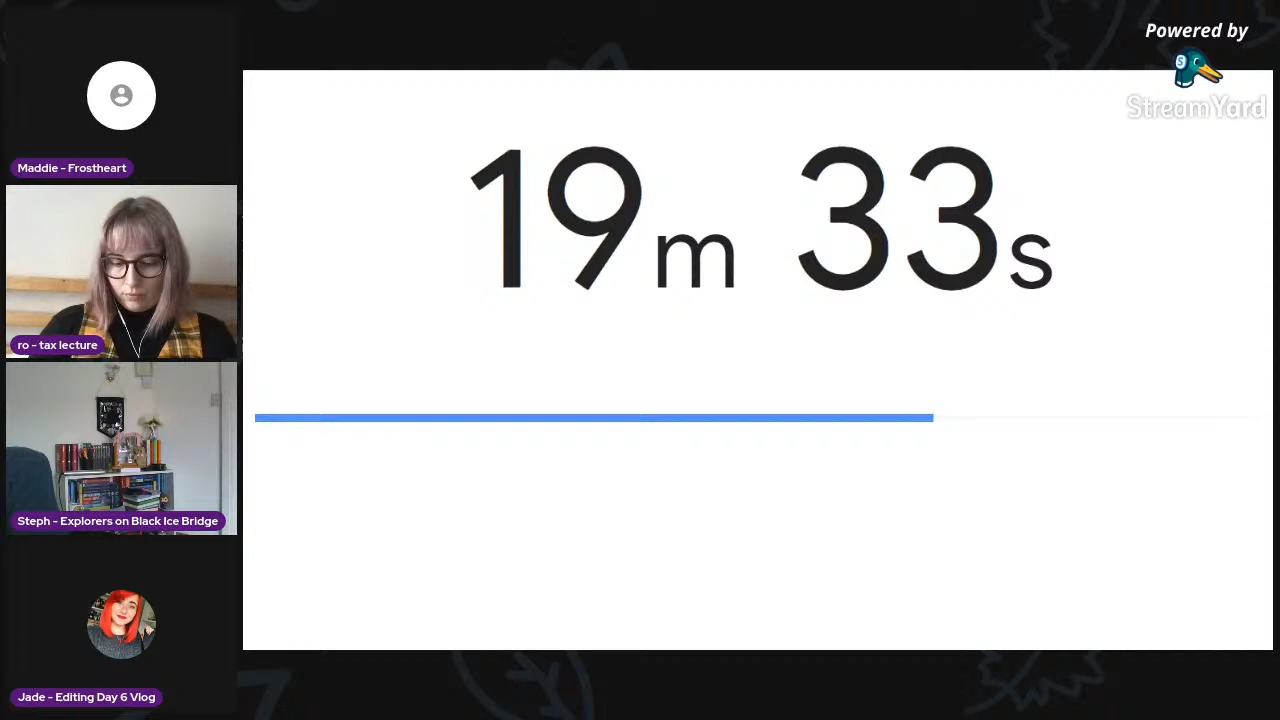 Powered by
StreamYard
Maddie - Frostheart
19m 33s
ro - tax lecture
Steph - Explorers on Black Ice Bridge
Jade - Editing Day 6 Vlog